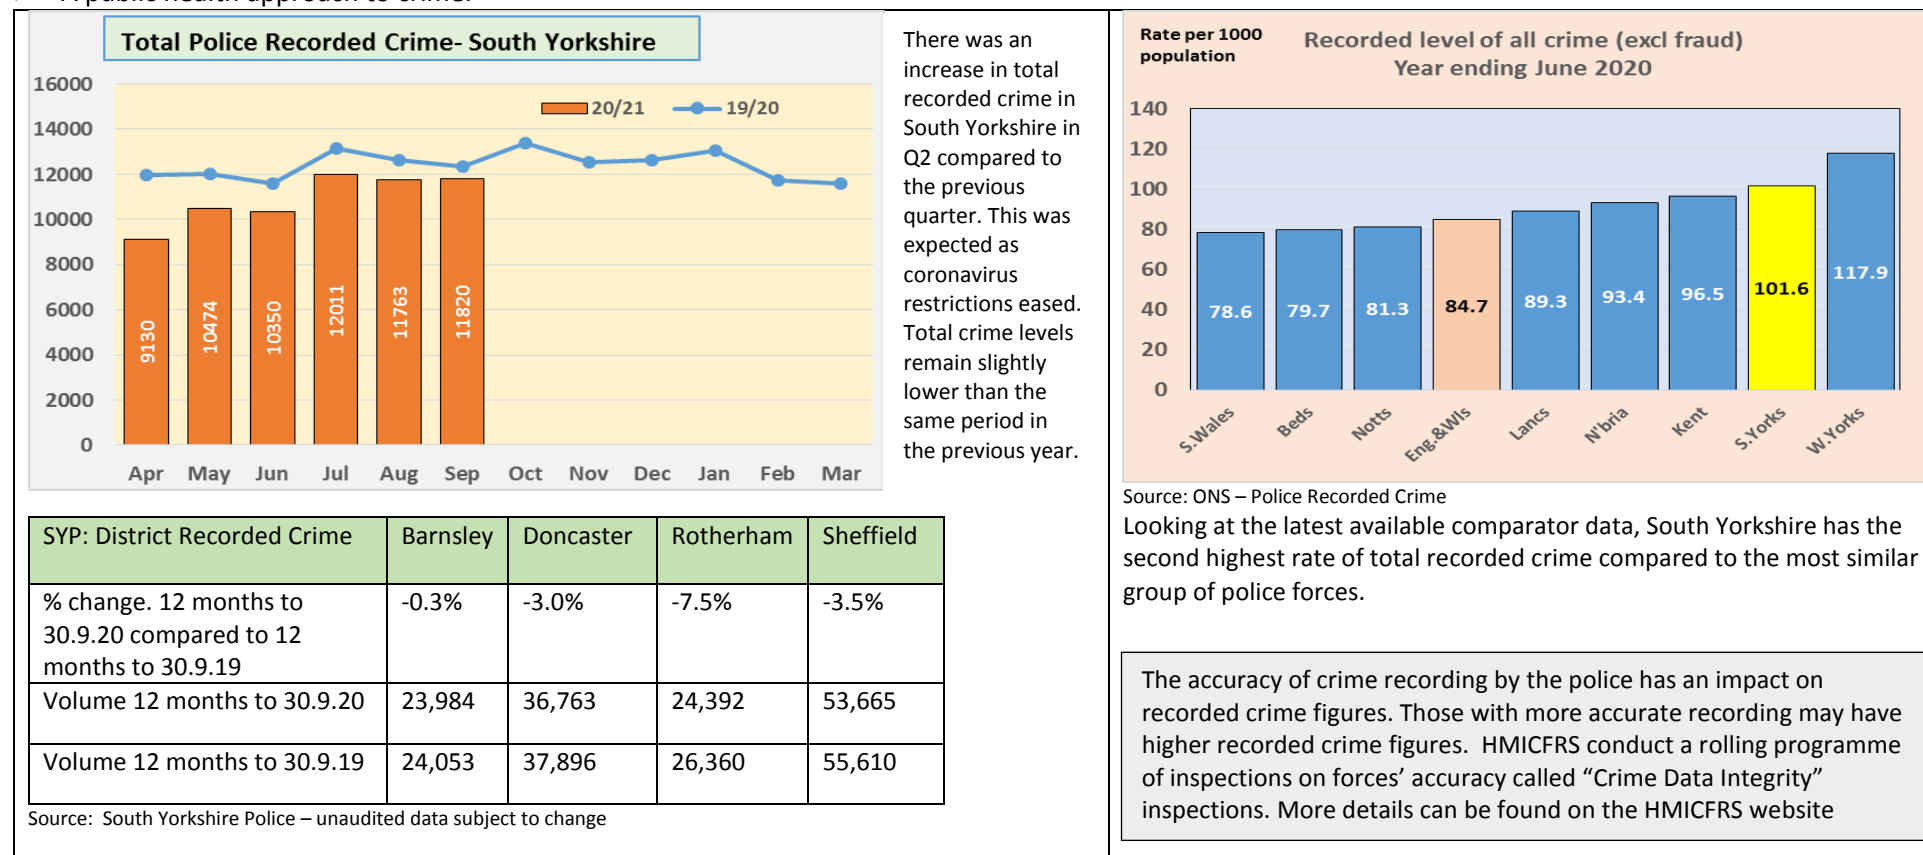 A public health approach to crime.
Total Police Recorded Crime- South Yorkshire
16000
14000
12000
10000
8000
6000
4000
2000
0
20/21
19/20
9130
10474
10350
12011
11763
11820
Apr May Jun Jul Aug Sep Oct Nov Dec Jan Feb Mar
There was an
increase in total
recorded crime in
South Yorkshire in
Q2 compared to
the previous
quarter. This was
expected as
coronavirus
restrictions eased.
Total crime levels
remain slightly
lower than the
same period in
the previous year.
SYP: District Recorded Crime Barnsley Doncaster Rotherham Sheffield
% change. 12 months to
30.9.20 compared to 12
months to 30.9.19
-0.3% -3.0% -7.5% -3.5%
Volume 12 months to 30.9.20 23,984 36,763 24,392 53,665
Volume 12 months to 30.9.19 24,053 37,896 26,360 55,610
Source: South Yorkshire Police – unaudited data subject to change
Rate per 1000
population
Recorded level of all crime (excl fraud)
Year ending June 2020
140
120
100
80
60
40
20
0
78.6
79.7
81.3
84.7
89.3
93.4
96.5
101.6
117.9
S.Wales Beds Notts Eng.&Wls Lancs N'bria Kent S.Yorks W.Yorks
Source: ONS – Police Recorded Crime
Looking at the latest available comparator data, South Yorkshire has the
second highest rate of total recorded crime compared to the most similar
group of police forces.
The accuracy of crime recording by the police has an impact on
recorded crime figures. Those with more accurate recording may have
higher recorded crime figures. HMICFRS conduct a rolling programme
of inspections on forces’ accuracy called “Crime Data Integrity”
inspections. More details can be found on the HMICFRS website